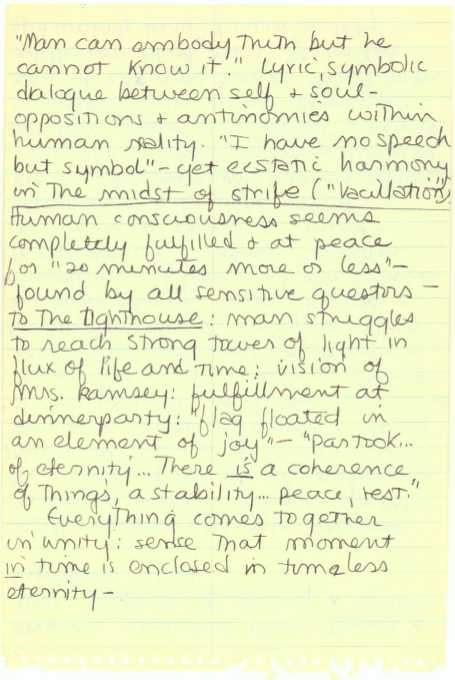 "Man can embody Truth but he
cannot know it." Lyric, symbolic
dialogue between self + soul -
oppositions + antinomies within
human reality. "I have no speech
but symbol" - yet ecstatic harmony
in The midst of strife ("Vacillation")
Human consciousness seems
completely fulfilled + at peace
for "20 minutes more or less" -
found by all sensitive questors -
To The Lighthouse: man struggles
to reach strong tower of light in
flux of life and Time; vision of
Mrs. Ramsey: fulfillment at
dinnerparty: "flag floated in
an element of joy" - "partook...
of eternity... There is a coherence
of Things, a stability... peace, rest."
Everything comes Together
in unity: sense That moment
in time is enclosed in timeless
eternity -